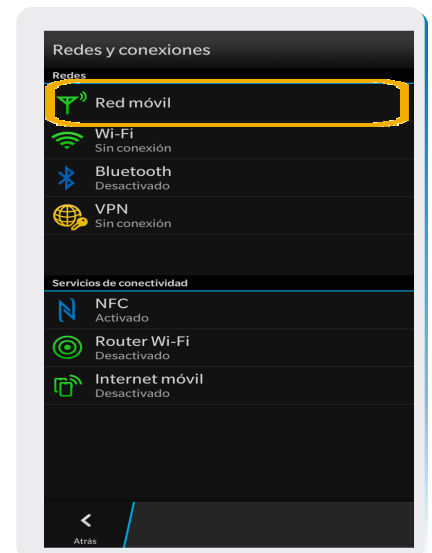 Redes y conexiones
Redes
Red móvil
Wi-Fi
Sin conexión
Bluetooth
Desactivado
VPN
Sin conexión
Servicios de conectividad
NFC
Activado
Router Wi-Fi
Desactivado
Internet móvil
Desactivado
Atrás